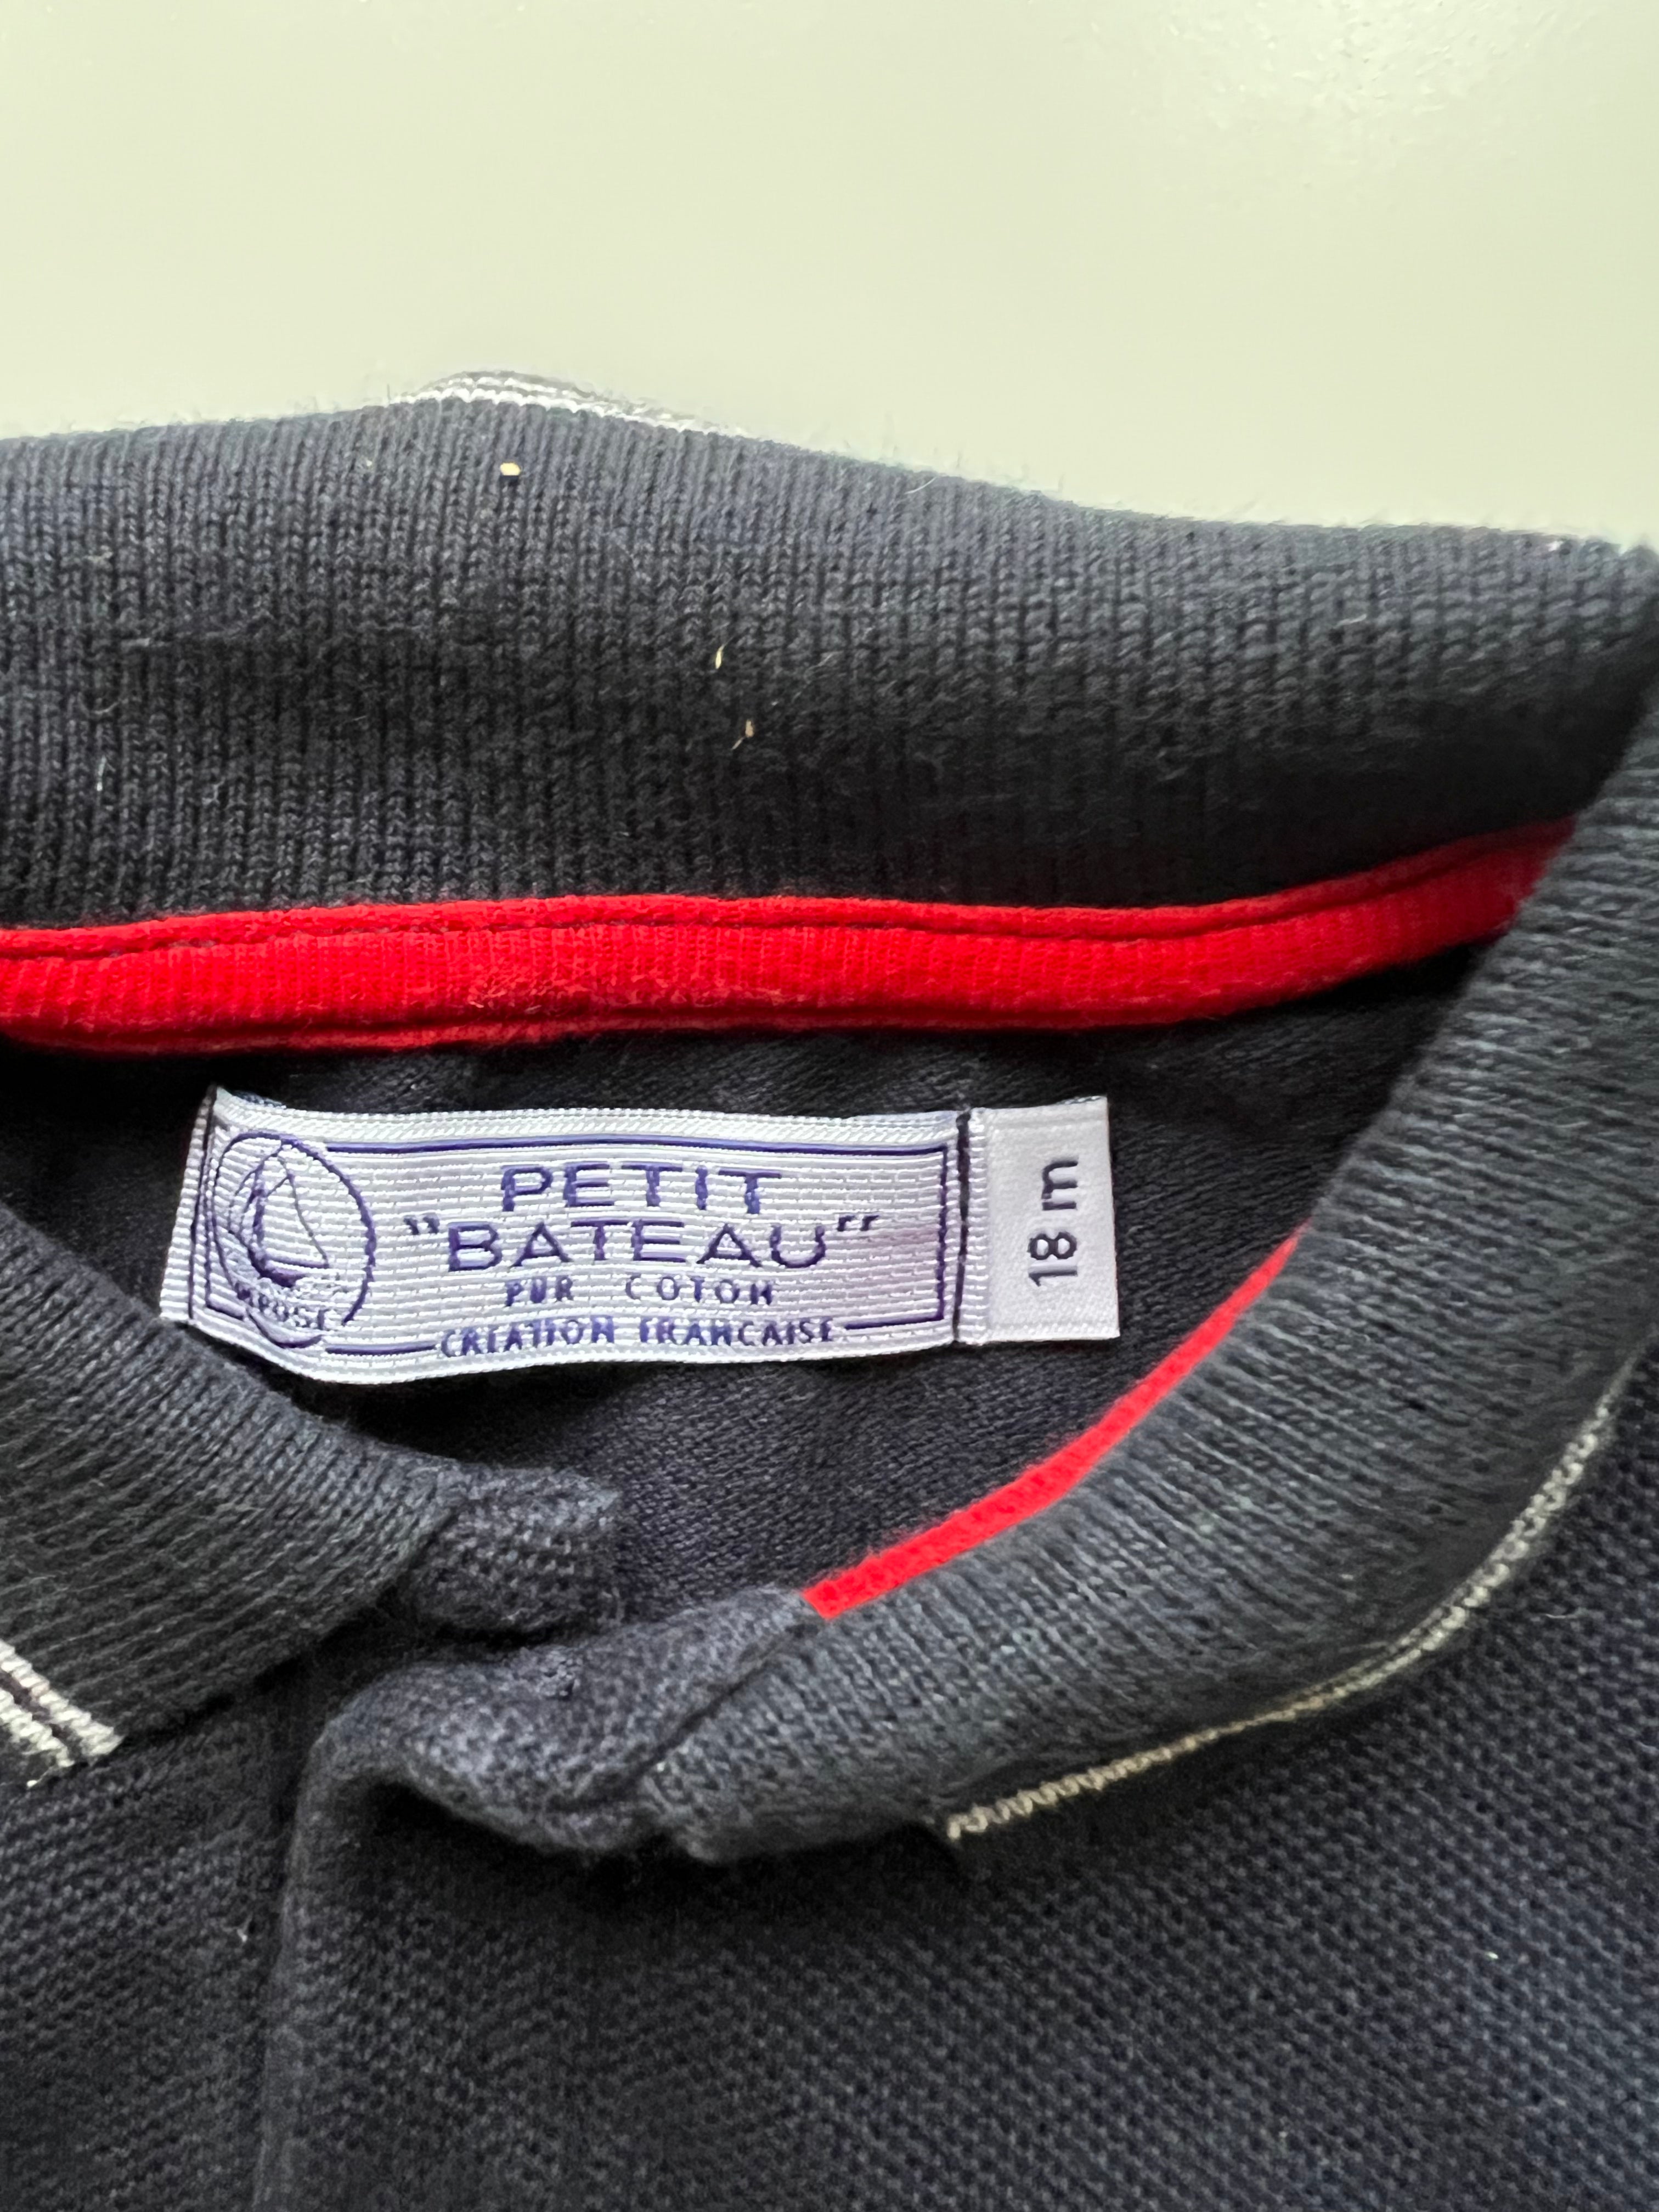 PETIT
"BATEAU"
PUR COTON
CREATION FRANCAISE
18 m